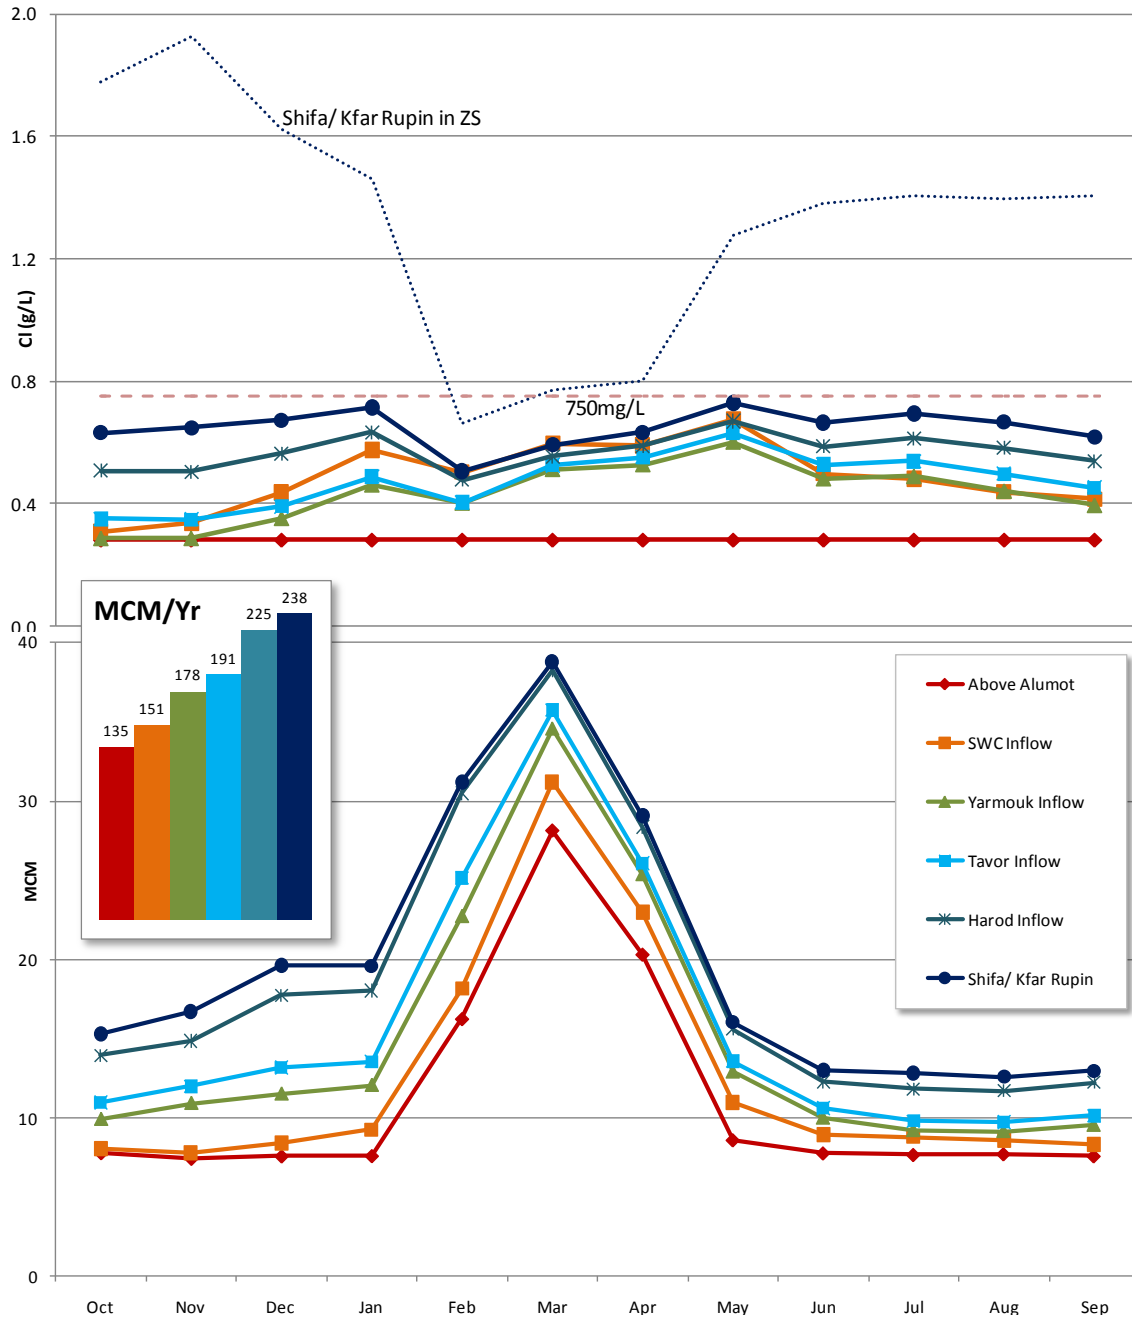 2.0
1.6
1.2
0.8
0.4
0.0
Cl (g/L)
Shifa/ Kfar Rupin in ZS
750mg/L
MCM/Yr
135
151
178
191
225
238
40
30
20
10
0
MCM
Above Alumot
SWC Inflow
Yarmouk Inflow
Tavor Inflow
Harod Inflow
Shifa/ Kfar Rupin
Oct Nov Dec Jan Feb Mar Apr May Jun Jul Aug Sep